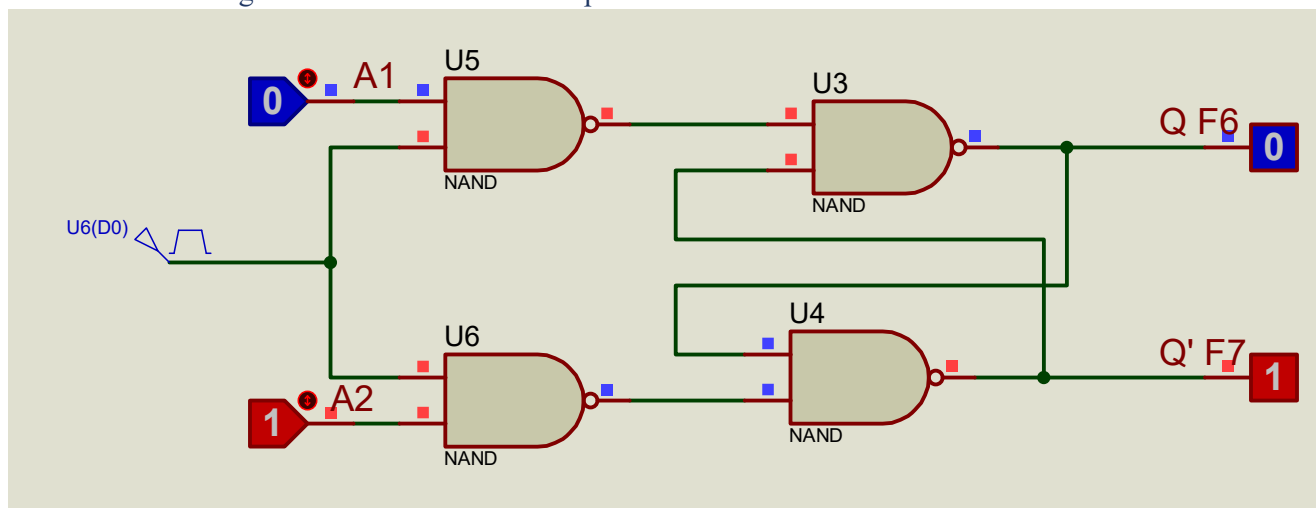 U5
A1
0
NAND
U3
Q F6
0
NAND
U6(D0)
U6
A2
1
NAND
U4
Q' F7
1
NAND